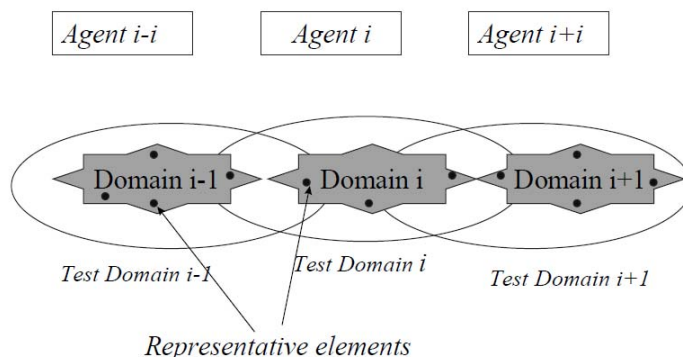 Agent i-i
Agent i
Agent i+i
Domain i-1
Domain i
Domain i+1
Test Domain i-1
Test Domain i
Test Domain i+1
Representative elements